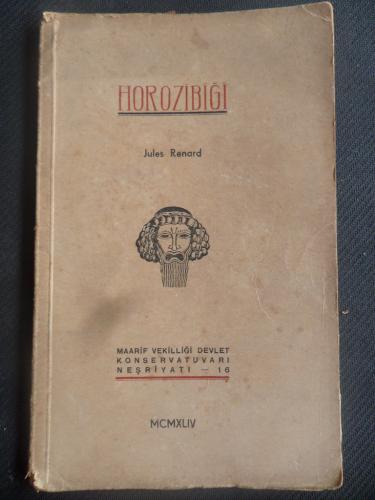 HOROZİBİĞİ
Jules Renard
MAARİF VEKİLLİĞİ DEVLET
KONSERVATUVARI
NEŞRİYATI — 16
MCMXLIV